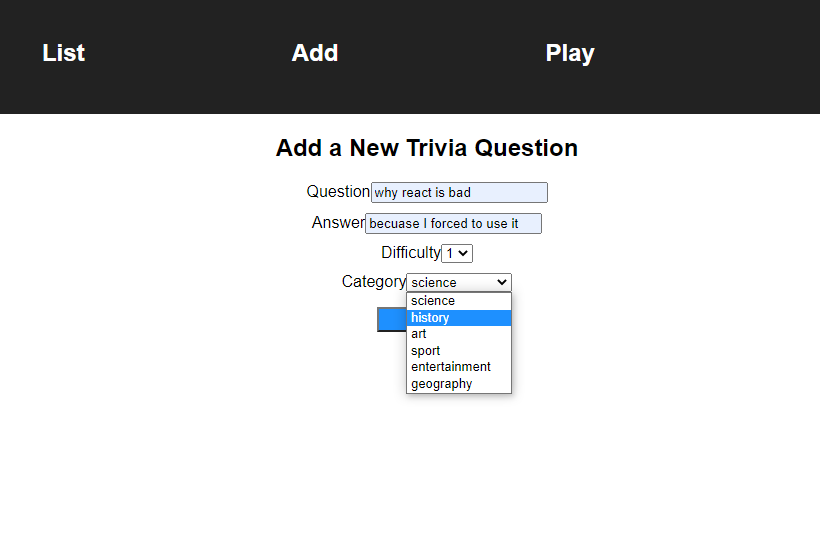 List Add Play
Add a New Trivia Question
Question why react is bad
Answer becuase I forced to use it
Difficulty 1
Category science
science
history
art
sport
entertainment
geography